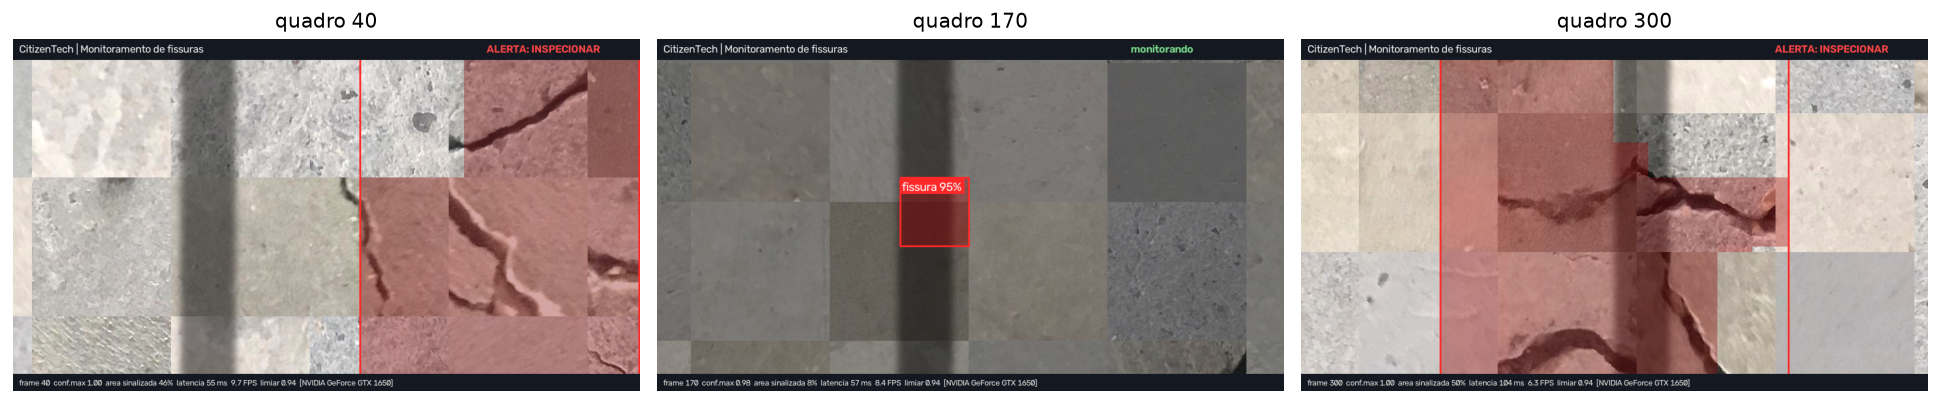 quadro 40
CitizenTech | Monitoramento de fissuras
ALERTA: INSPECIONAR
frame 40 conf.max 1.00 area sinalizada 46% latencia 55 ms 9.7 FPS limiar 0.94 [NVIDIA GeForce GTX 1650]
quadro 170
CitizenTech | Monitoramento de fissuras
monitorando
fissura 95%
frame 170 conf.max 0.98 area sinalizada 8% latencia 57 ms 8.4 FPS limiar 0.94 [NVIDIA GeForce GTX 1650]
quadro 300
CitizenTech | Monitoramento de fissuras
ALERTA: INSPECIONAR
frame 300 conf.max 1.00 area sinalizada 50% latencia 104 ms 6.3 FPS limiar 0.94 [NVIDIA GeForce GTX 1650]